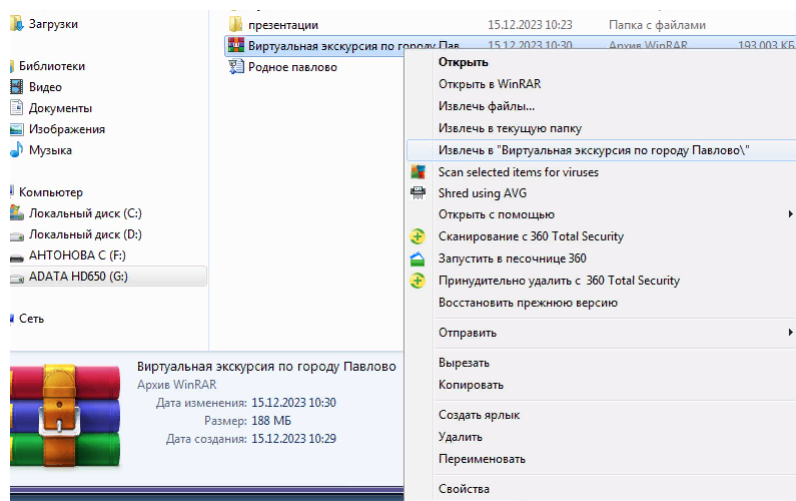 Загрузки
Библиотеки
Видео
Документы
Изображения
Музыка
Компьютер
Локальный диск (C:)
Локальный диск (D:)
АНТОНОВА С (F:)
ADATA HD650 (G:)
Сеть
презентации 15.12.2023 10:23 Папка с файлами
Виртуальная экскурсия по городу Пав... 15.12.2023 10:30 Архив WinRAR 193 003 КБ
Родное павлово
Открыть
Открыть в WinRAR
Извлечь файлы...
Извлечь в текущую папку
Извлечь в "Виртуальная экскурсия по городу Павлово\"
Scan selected items for viruses
Shred using AVG
Открыть с помощью
Сканирование с 360 Total Security
Запустить в песочнице 360
Принудительно удалить с 360 Total Security
Восстановить прежнюю версию
Отправить
Вырезать
Копировать
Создать ярлык
Удалить
Переименовать
Свойства
Виртуальная экскурсия по городу Павлово
Архив WinRAR
Дата изменения: 15.12.2023 10:30
Размер: 188 МБ
Дата создания: 15.12.2023 10:29